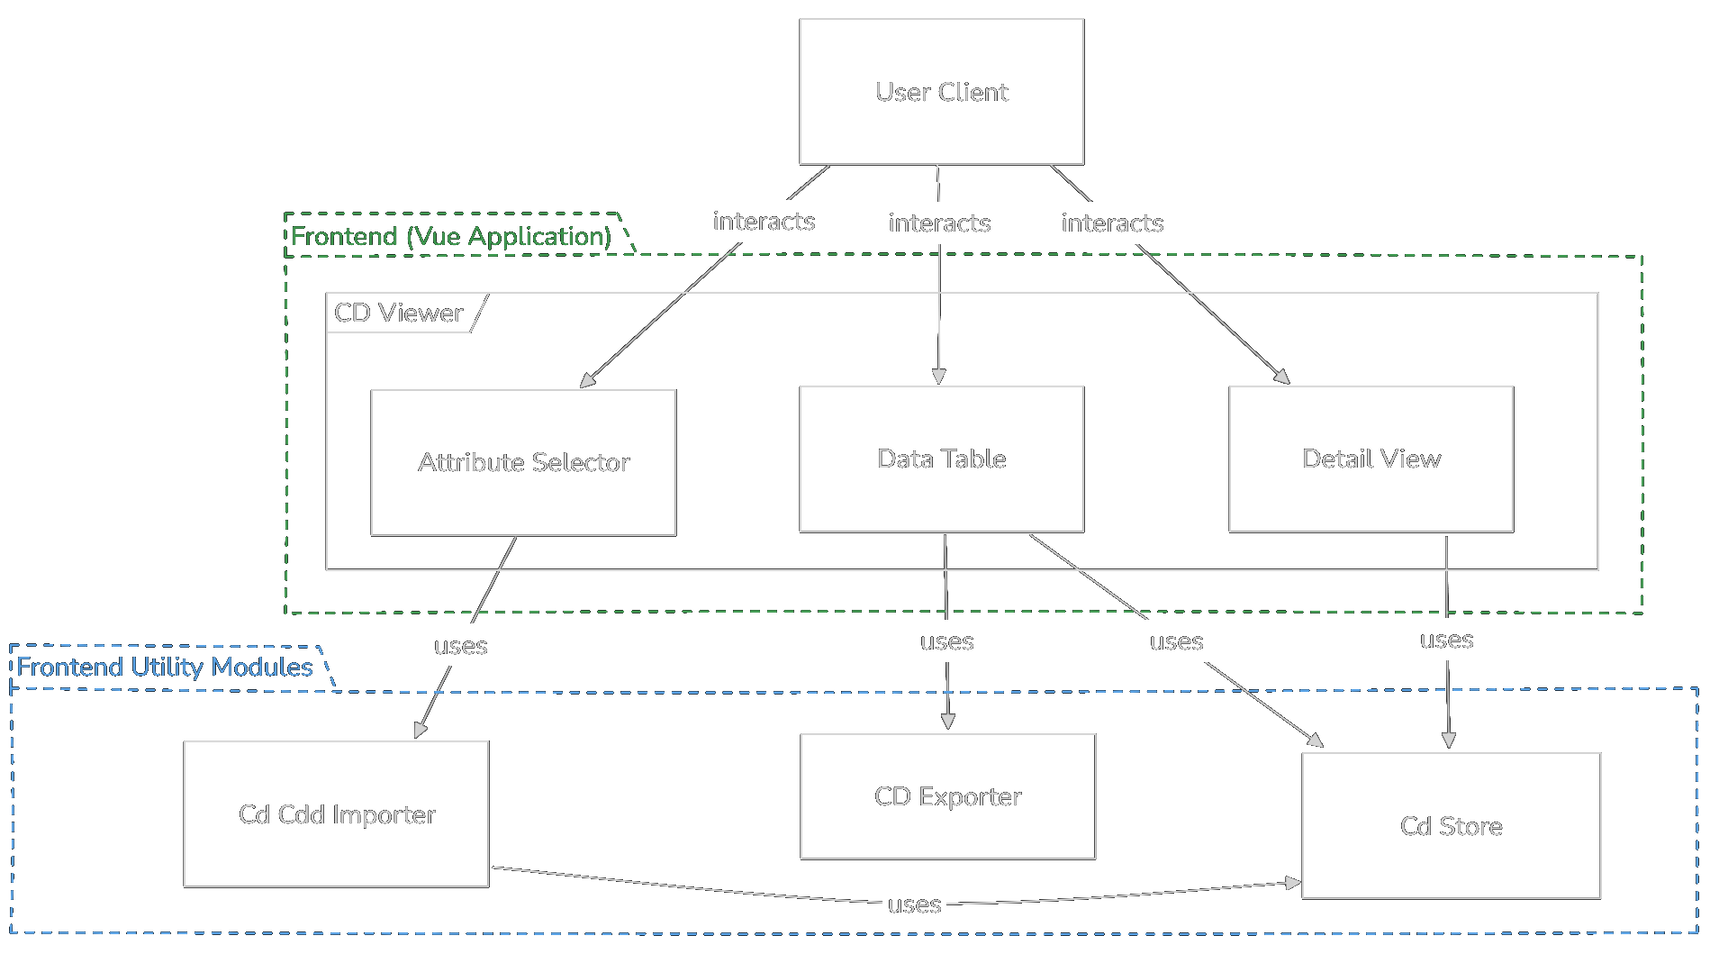 User Client
interacts
interacts
interacts
Frontend (Vue Application)
CD Viewer
Attribute Selector
Data Table
Detail View
uses
uses
uses
uses
Frontend Utility Modules
Cd Cdd Importer
CD Exporter
Cd Store
uses